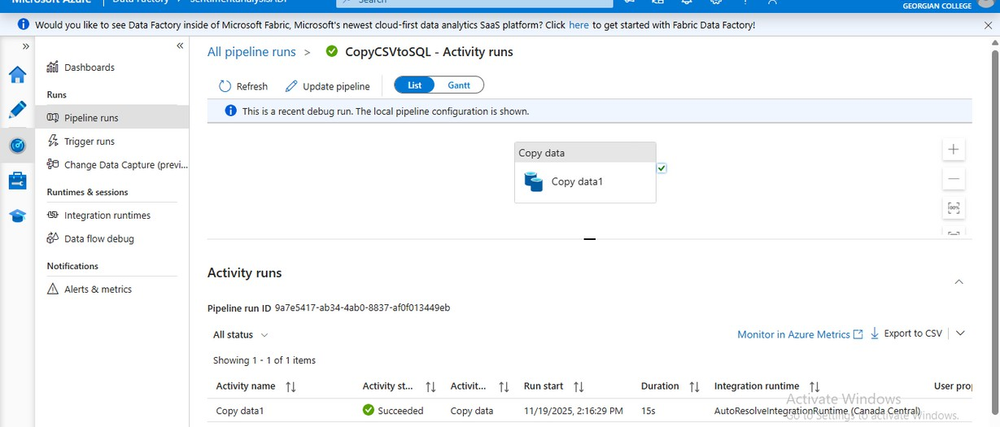 Microsoft Azure | Data Factory > SentimentanalysisADF Search
GEORGIAN COLLEGE
Would you like to see Data Factory inside of Microsoft Fabric, Microsoft's newest cloud-first data analytics SaaS platform? Click here to get started with Fabric Data Factory!
All pipeline runs > CopyCSVtoSQL - Activity runs
Dashboards
Refresh Update pipeline List Gantt
Runs
Pipeline runs
This is a recent debug run. The local pipeline configuration is shown.
Trigger runs
Change Data Capture (previ...
Copy data
Copy data1
Runtimes & sessions
Integration runtimes
100%
Data flow debug
Notifications
Activity runs
Alerts & metrics
Pipeline run ID 9a7e5417-ab34-4ab0-8837-af0f013449eb
All status
Monitor in Azure Metrics Export to CSV
Showing 1 - 1 of 1 items
Activity name Activity st... Activit... Run start Duration Integration runtime User pro
Copy data1 Succeeded Copy data 11/19/2025, 2:16:29 PM 15s AutoResolveIntegrationRuntime (Canada Central)
Activate Windows
Go to Settings to activate Windows.